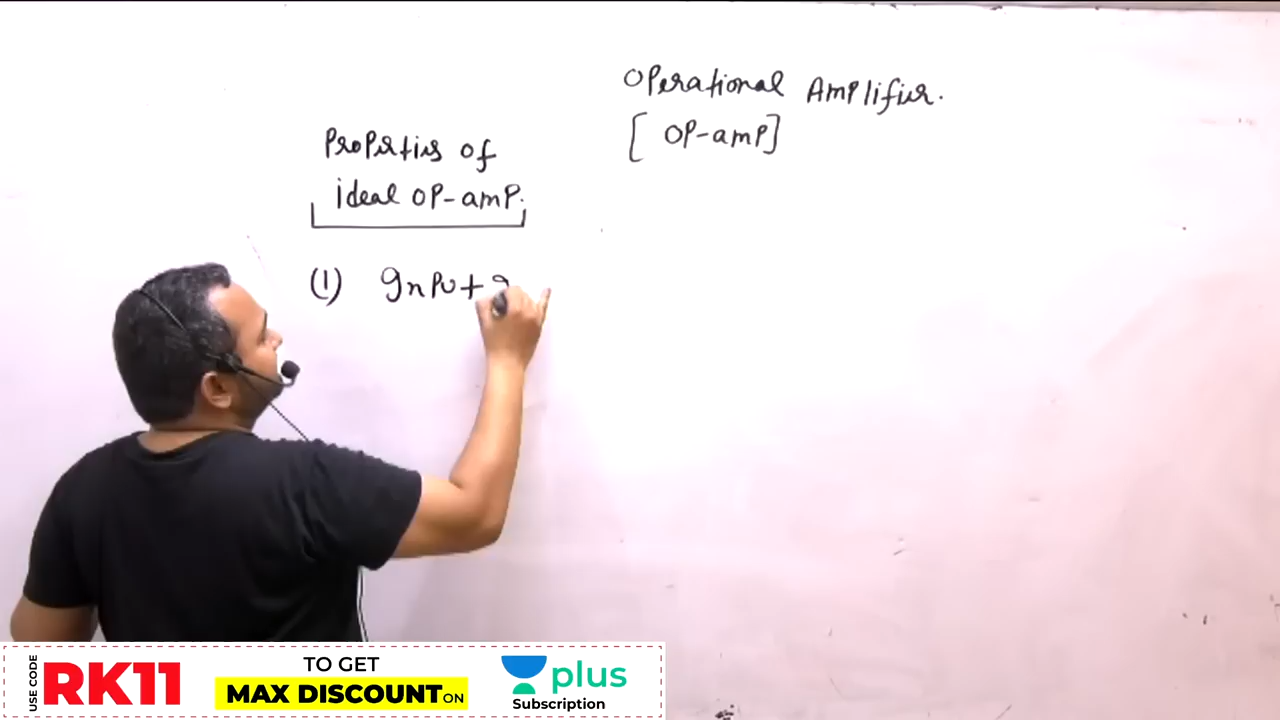 Operational Amplifier.
[OP-amp]
Properties of
ideal OP-amp.
(1) Input
USE CODE
RK11
TO GET
MAX DISCOUNT ON
plus
Subscription